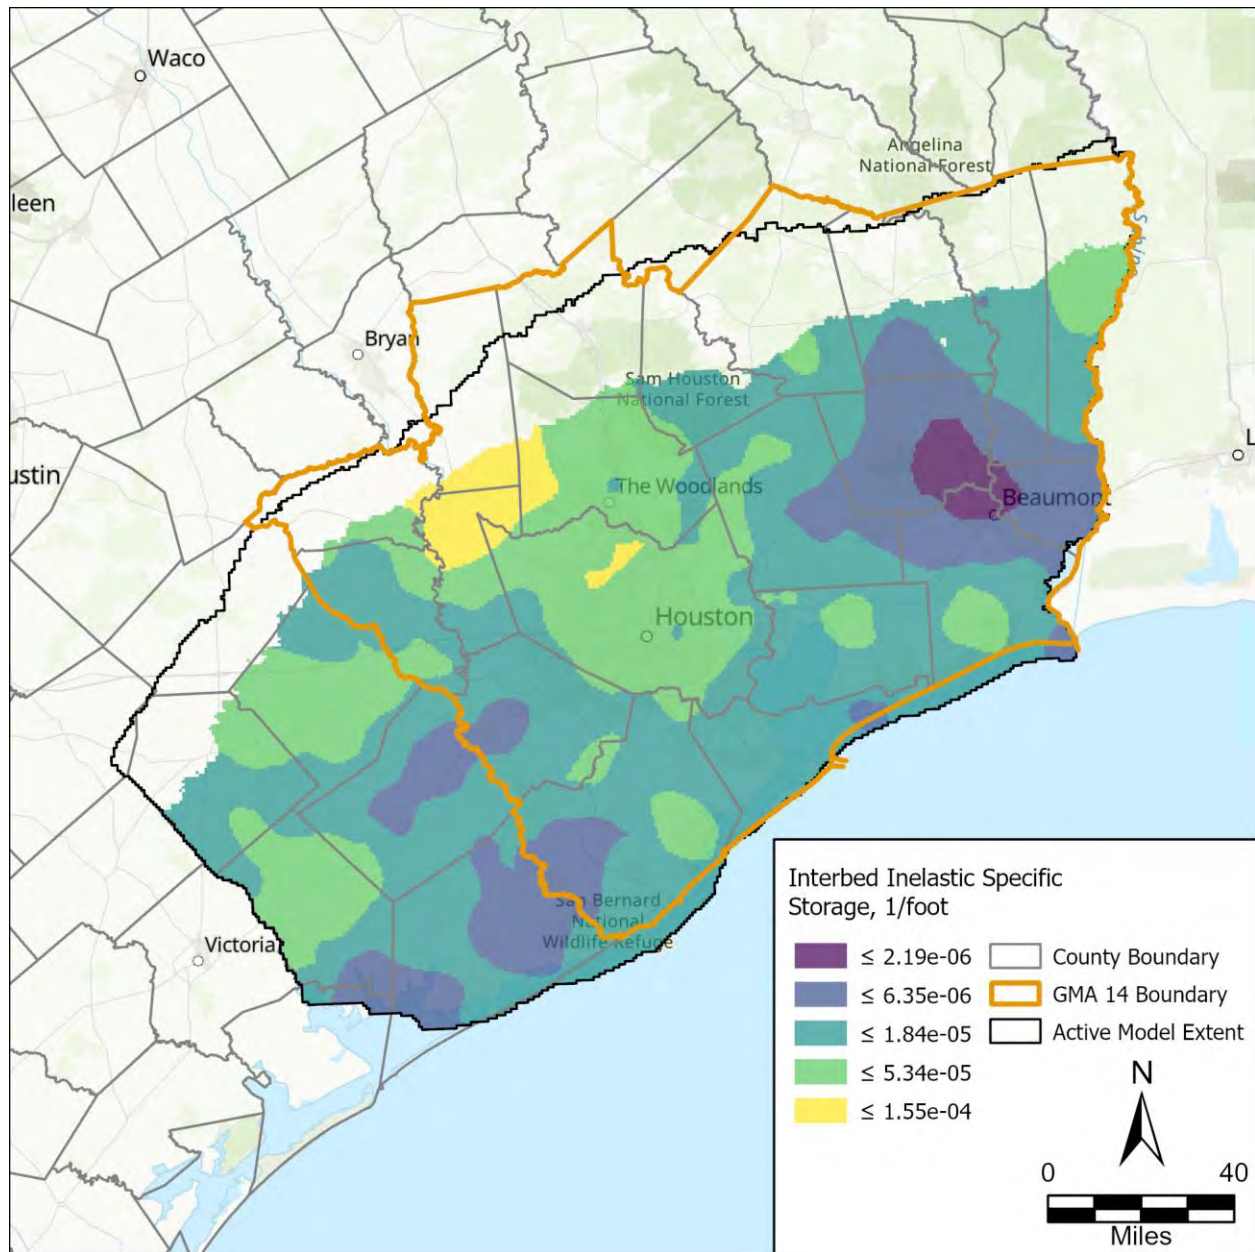 Waco
Angelina
National Forest
leen
Bryan
Sam Houston
National Forest
ustin
L
The Woodlands
Beaumon
Houston
San Bernard
National
Wildlife Refuge
Victoria
Interbed Inelastic Specific
Storage, 1/foot
≤ 2.19e-06
County Boundary
≤ 6.35e-06
GMA 14 Boundary
≤ 1.84e-05
Active Model Extent
≤ 5.34e-05
≤ 1.55e-04
N
0 40
Miles